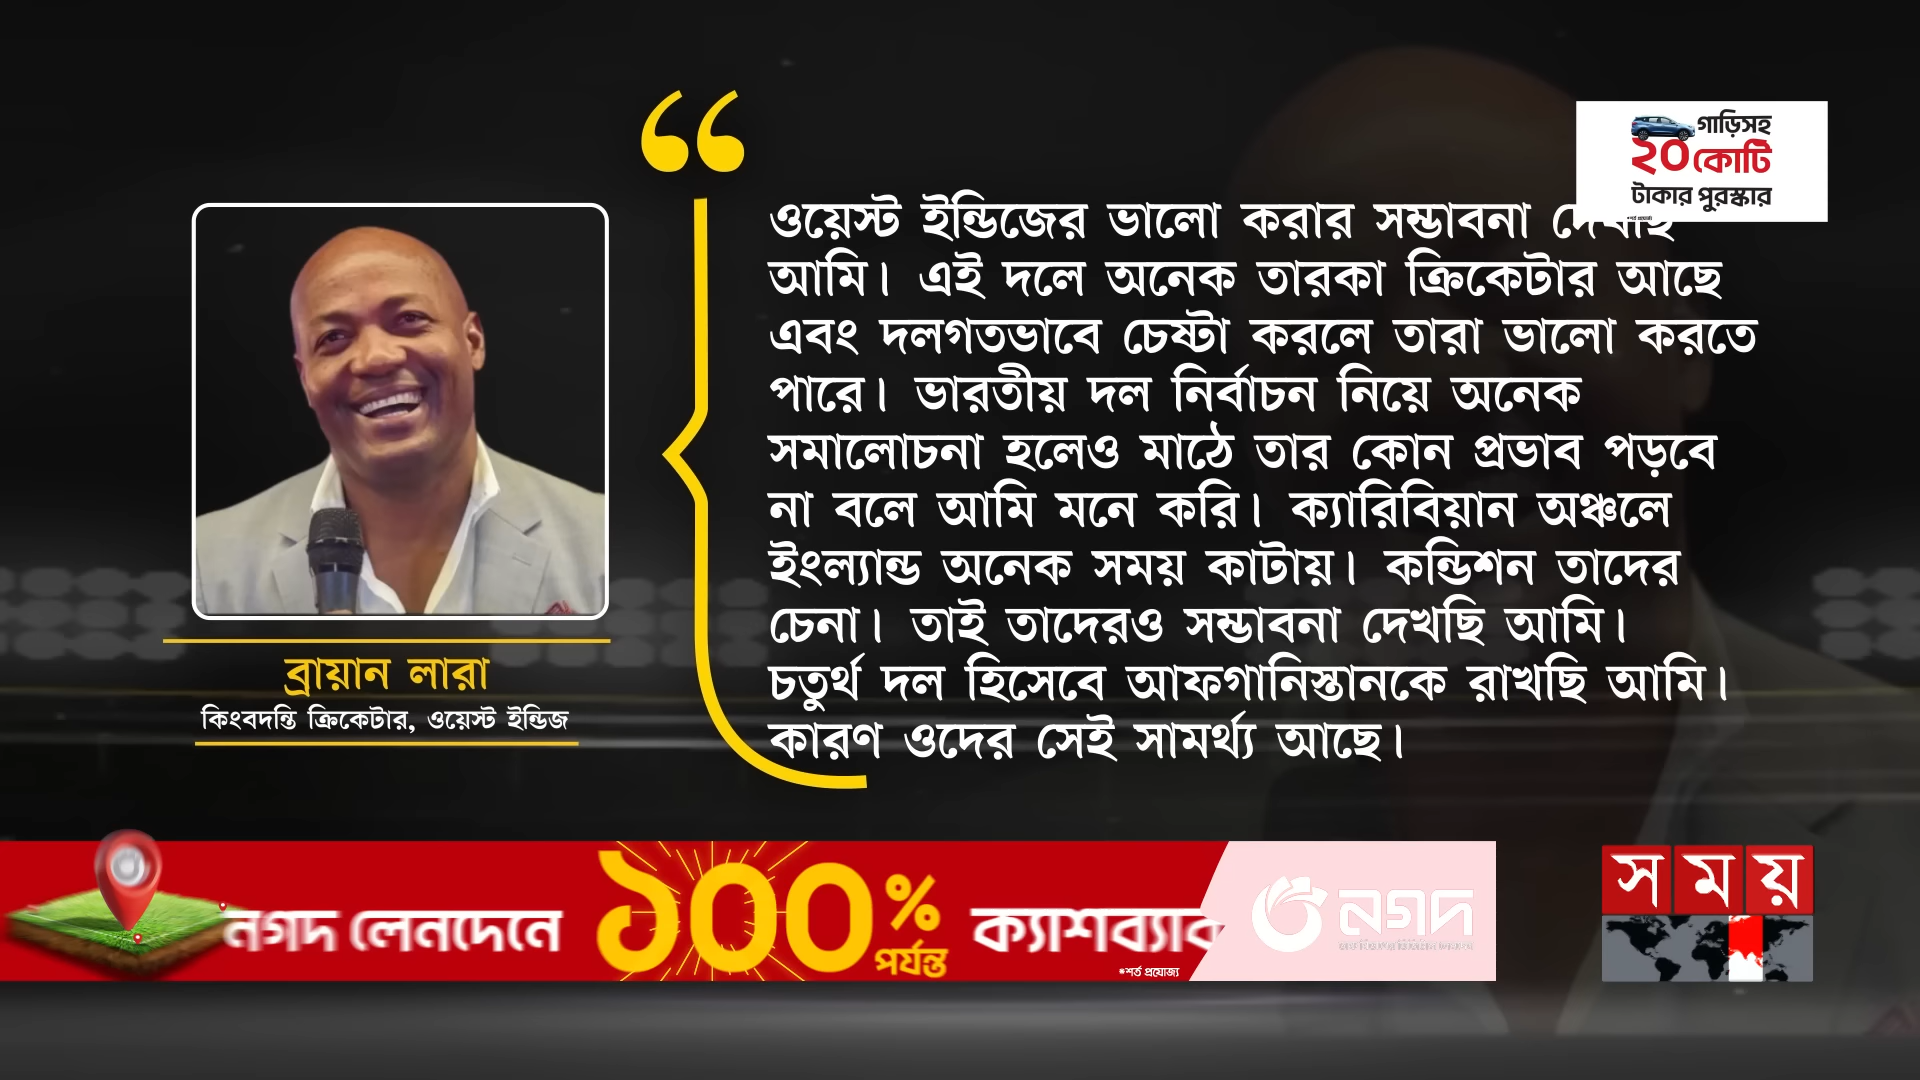 গাড়িসহ
২০ কোটি
টাকার পুরস্কার
ওয়েস্ট ইন্ডিজের ভালো করার সম্ভাবনা
আমি। এই দলে অনেক তারকা ক্রিকেটার আছে
এবং দলগতভাবে চেষ্টা করলে তারা ভালো করতে
পারে। ভারতীয় দল নির্বাচন নিয়ে অনেক
সমালোচনা হলেও মাঠে তার কোন প্রভাব পড়বে
না বলে আমি মনে করি। ক্যারিবিয়ান অঞ্চলে
ইংল্যান্ড অনেক সময় কাটায়। কন্ডিশন তাদের
চেনা। তাই তাদেরও সম্ভাবনা দেখছি আমি।
চতুর্থ দল হিসেবে আফগানিস্তানকে রাখছি আমি।
কারণ ওদের সেই সামর্থ্য আছে।
ব্রায়ান লারা
কিংবদন্তি ক্রিকেটার, ওয়েস্ট ইন্ডিজ
নগদ লেনদেনে ১০০% পর্যন্ত
*শর্ত প্রযোজ্য
নগদ
সময়